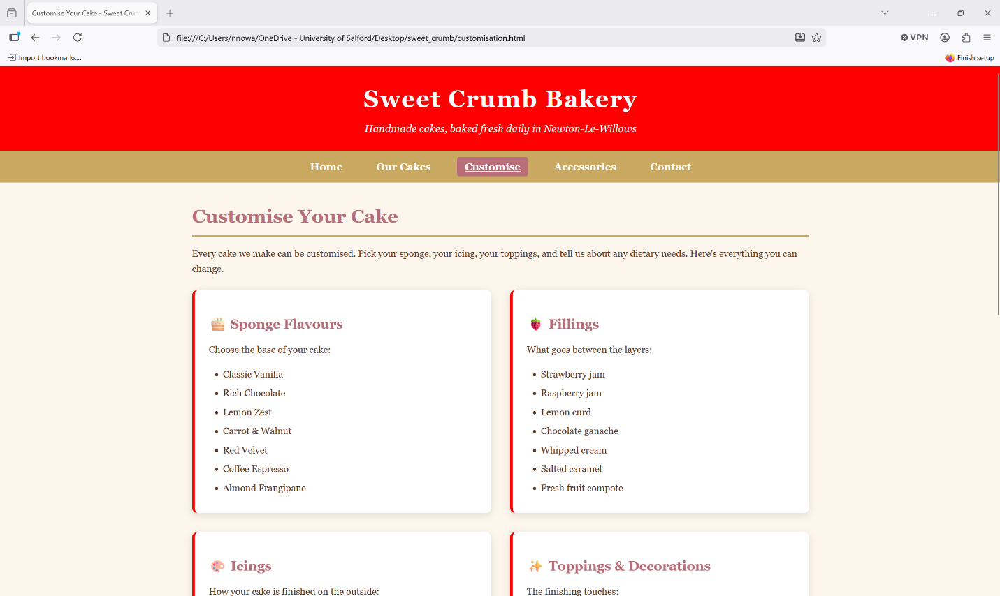 Customise Your Cake - Sweet Crum
file:///C:/Users/nnowa/OneDrive - University of Salford/Desktop/sweet_crumb/customisation.html
VPN
Import bookmarks...
Finish setup
Sweet Crumb Bakery
Handmade cakes, baked fresh daily in Newton-Le-Willows
Home
Our Cakes
Customise
Accessories
Contact
Customise Your Cake
Every cake we make can be customised. Pick your sponge, your icing, your toppings, and tell us about any dietary needs. Here's everything you can
change.
Sponge Flavours
Choose the base of your cake:
• Classic Vanilla
• Rich Chocolate
• Lemon Zest
• Carrot & Walnut
• Red Velvet
• Coffee Espresso
• Almond Frangipane
Fillings
What goes between the layers:
• Strawberry jam
• Raspberry jam
• Lemon curd
• Chocolate ganache
• Whipped cream
• Salted caramel
• Fresh fruit compote
Icings
How your cake is finished on the outside:
Toppings & Decorations
The finishing touches: